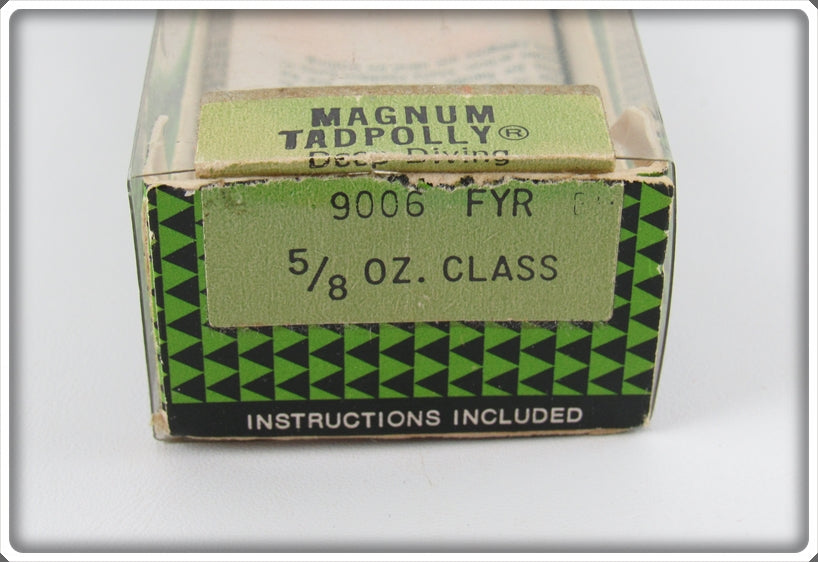 MAGNUM
TADPOLLY®
Deep Diving
9006 FYR
5/8 OZ. CLASS
INSTRUCTIONS INCLUDED